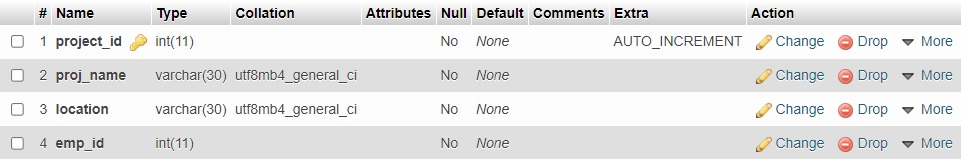 # Name Type Collation Attributes Null Default Comments Extra Action
1 project_id int(11) No None AUTO_INCREMENT Change Drop More
2 proj_name varchar(30) utf8mb4_general_ci No None Change Drop More
3 location varchar(30) utf8mb4_general_ci No None Change Drop More
4 emp_id int(11) No None Change Drop More